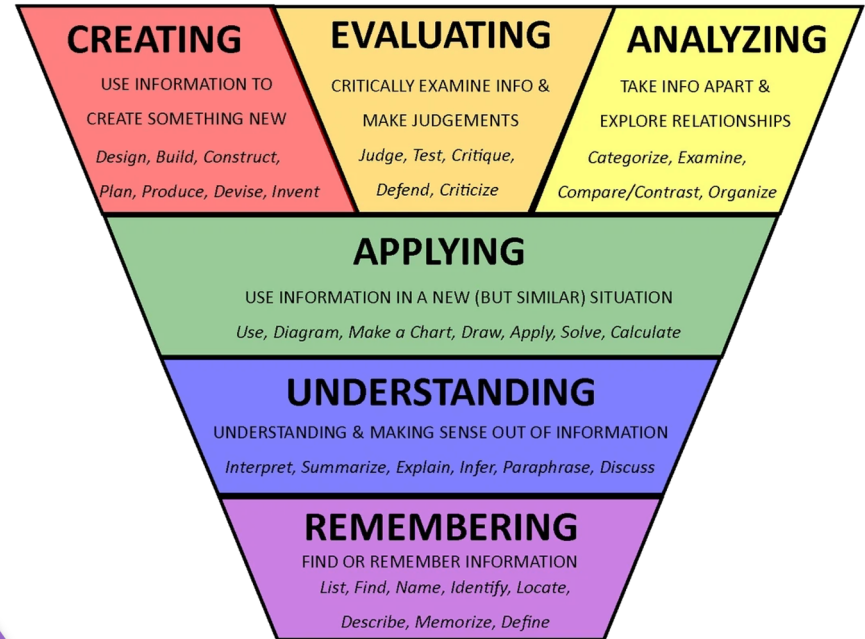 CREATING
USE INFORMATION TO
CREATE SOMETHING NEW
Design, Build, Construct,
Plan, Produce, Devise, Invent
EVALUATING
CRITICALLY EXAMINE INFO &
MAKE JUDGEMENTS
Judge, Test, Critique,
Defend, Criticize
ANALYZING
TAKE INFO APART &
EXPLORE RELATIONSHIPS
Categorize, Examine,
Compare/Contrast, Organize
APPLYING
USE INFORMATION IN A NEW (BUT SIMILAR) SITUATION
Use, Diagram, Make a Chart, Draw, Apply, Solve, Calculate
UNDERSTANDING
UNDERSTANDING & MAKING SENSE OUT OF INFORMATION
Interpret, Summarize, Explain, Infer, Paraphrase, Discuss
REMEMBERING
FIND OR REMEMBER INFORMATION
List, Find, Name, Identify, Locate,
Describe, Memorize, Define